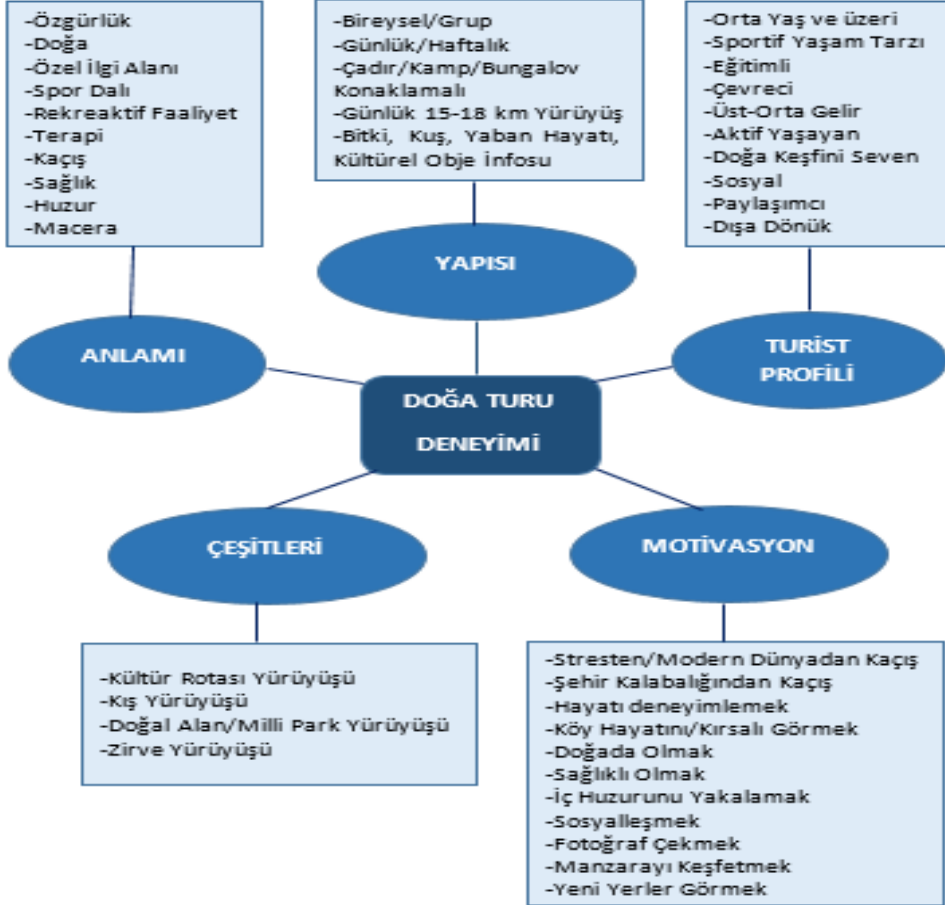 -Özgürlük
-Doğa
-Özel İlgi Alanı
-Spor Dalı
-Rekreaktif Faaliyet
-Terapi
-Kaçış
-Sağlık
-Huzur
-Macera
ANLAMI
-Bireysel/Grup
-Günlük/Haftalık
-Çadır/Kamp/Bungalov
Konaklamalı
-Günlük 15-18 km Yürüyüş
-Bitki, Kuş, Yaban Hayatı,
Kültürel Obje İnfosu
YAPISI
-Orta Yaş ve üzeri
-Sportif Yaşam Tarzı
-Eğitimli
-Çevreci
-Üst-Orta Gelir
-Aktif Yaşayan
-Doğa Keşfini Seven
-Sosyal
-Paylaşımcı
-Dışa Dönük
TURİST
PROFİLİ
DOĞA TURU
DENEYİMİ
ÇEŞİTLERİ
-Kültür Rotası Yürüyüşü
-Kış Yürüyüşü
-Doğal Alan/Milli Park Yürüyüşü
-Zirve Yürüyüşü
MOTİVASYON
-Stresten/Modern Dünyadan Kaçış
-Şehir Kalabalığından Kaçış
-Hayatı deneyimlemek
-Köy Hayatını/Kırsalı Görmek
-Doğada Olmak
-Sağlıklı Olmak
-İç Huzurunu Yakalamak
-Sosyalleşmek
-Fotoğraf Çekmek
-Manzarayı Keşfetmek
-Yeni Yerler Görmek